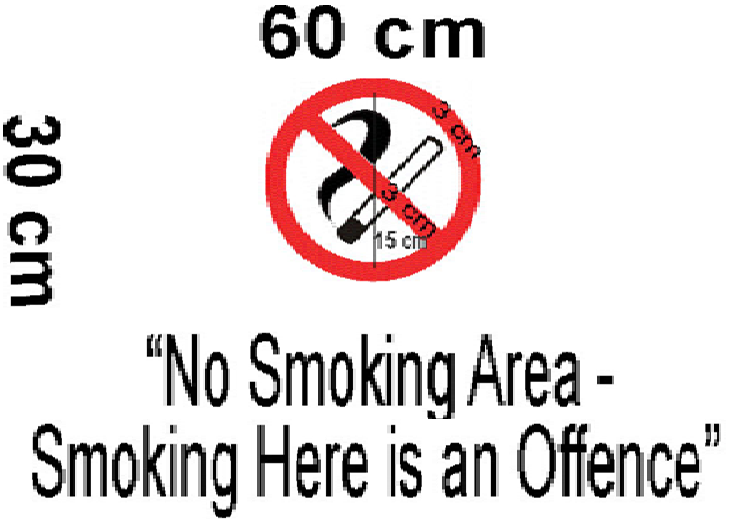 60 cm
30 cm
3 cm
3 cm
15 cm
“No Smoking Area -
Smoking Here is an Offence”